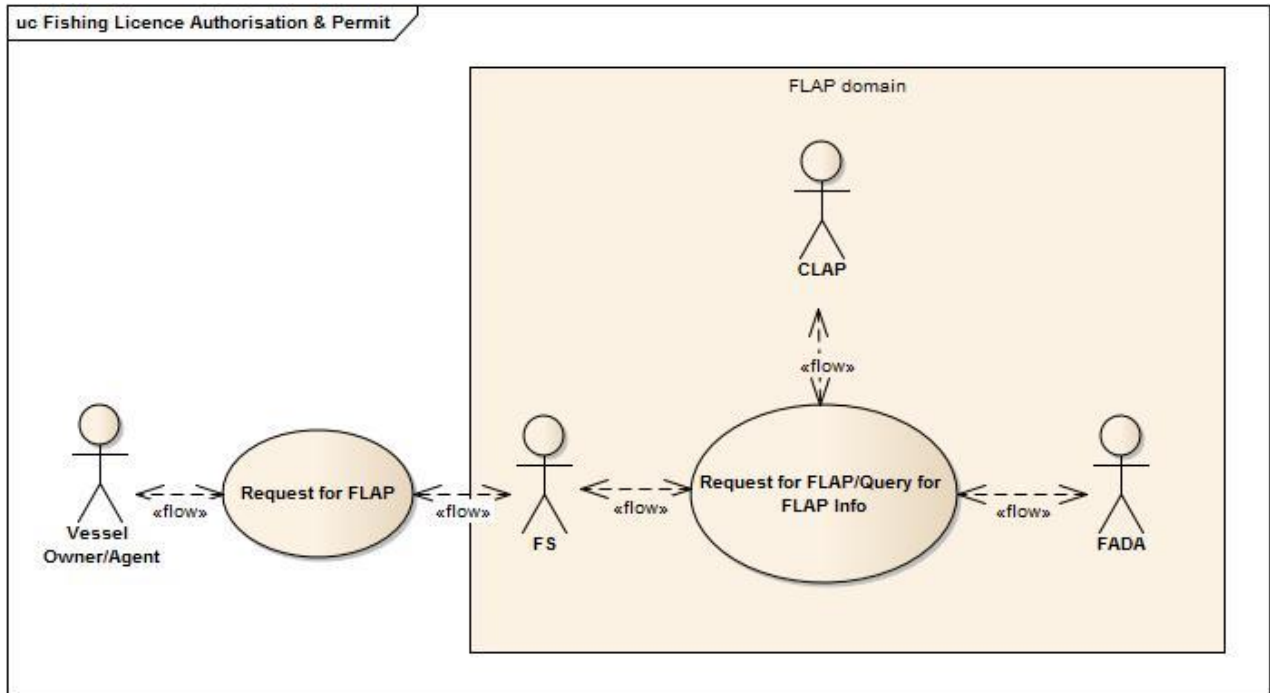 uc Fishing Licence Authorisation & Permit
FLAP domain
CLAP
«flow»
Vessel
Owner/Agent
«flow»
Request for FLAP
«flow»
FS
«flow»
Request for FLAP/Query for
FLAP Info
«flow»
FADA